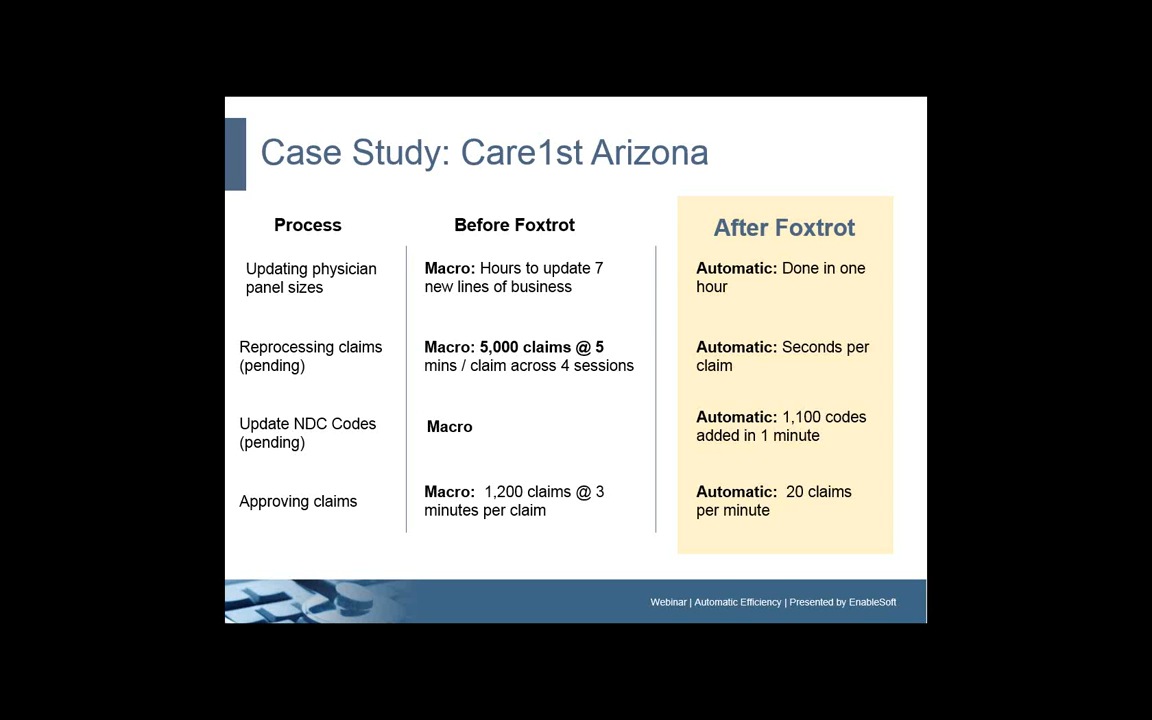 Case Study: Care1st Arizona
Process
Before Foxtrot
After Foxtrot
Updating physician
panel sizes
Macro: Hours to update 7
new lines of business
Automatic: Done in one
hour
Reprocessing claims
(pending)
Macro: 5,000 claims @ 5
mins / claim across 4 sessions
Automatic: Seconds per
claim
Update NDC Codes
(pending)
Macro
Automatic: 1,100 codes
added in 1 minute
Approving claims
Macro:  1,200 claims @ 3
minutes per claim
Automatic:  20 claims
per minute
Webinar | Automatic Efficiency | Presented by EnableSoft